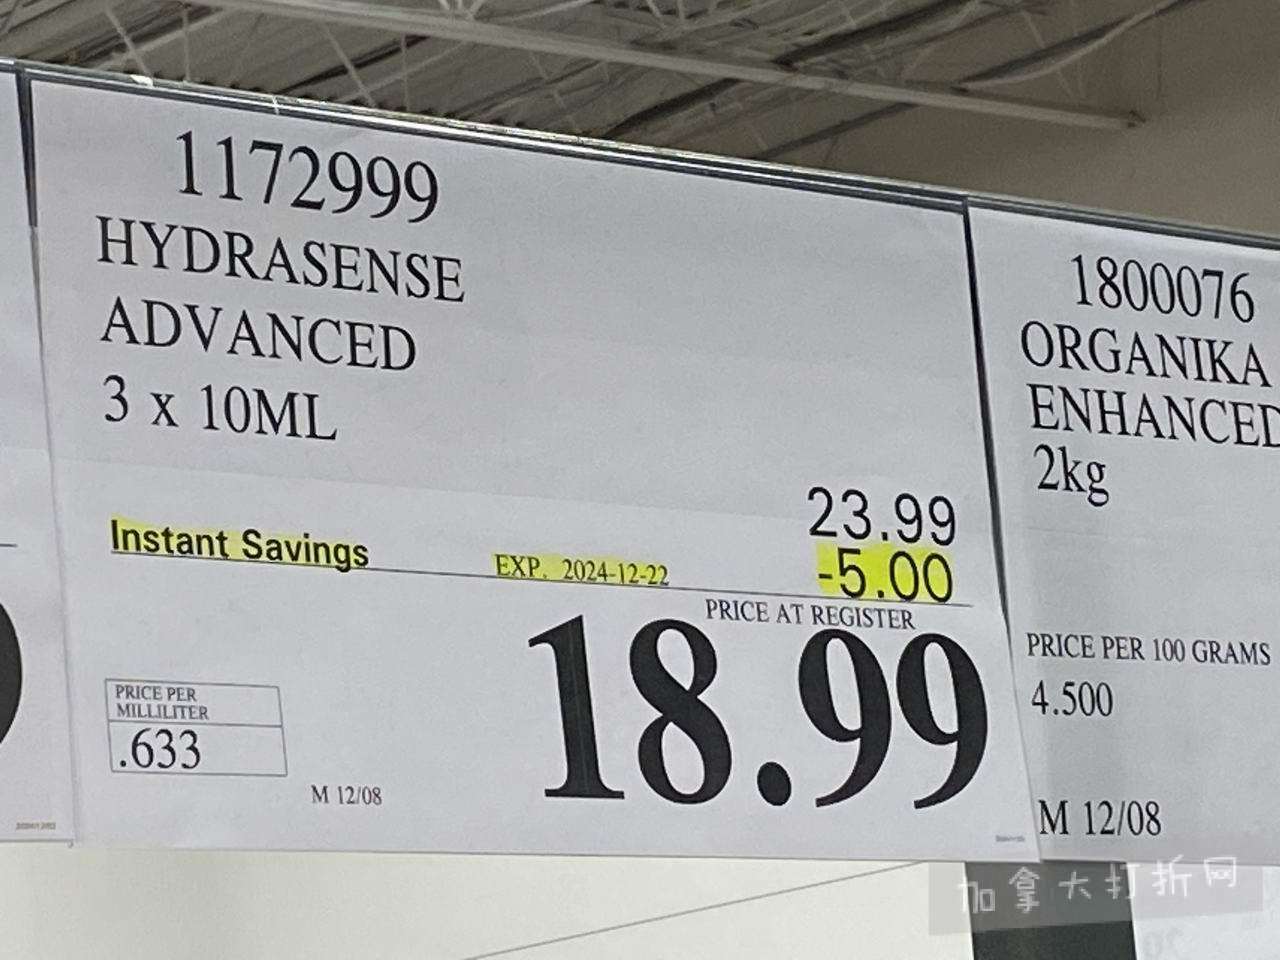 1172999
HYDRASENSE
ADVANCED
3 x 10ML
23.99
Instant Savings EXP. 2024-12-22 -5.00
PRICE AT REGISTER
18.99
PRICE PER
MILLILITER
.633
M 12/08
1800076
ORGANIKA
ENHANCED
2kg
PRICE PER 100 GRAMS
4.500
M 12/08
加拿大打折网